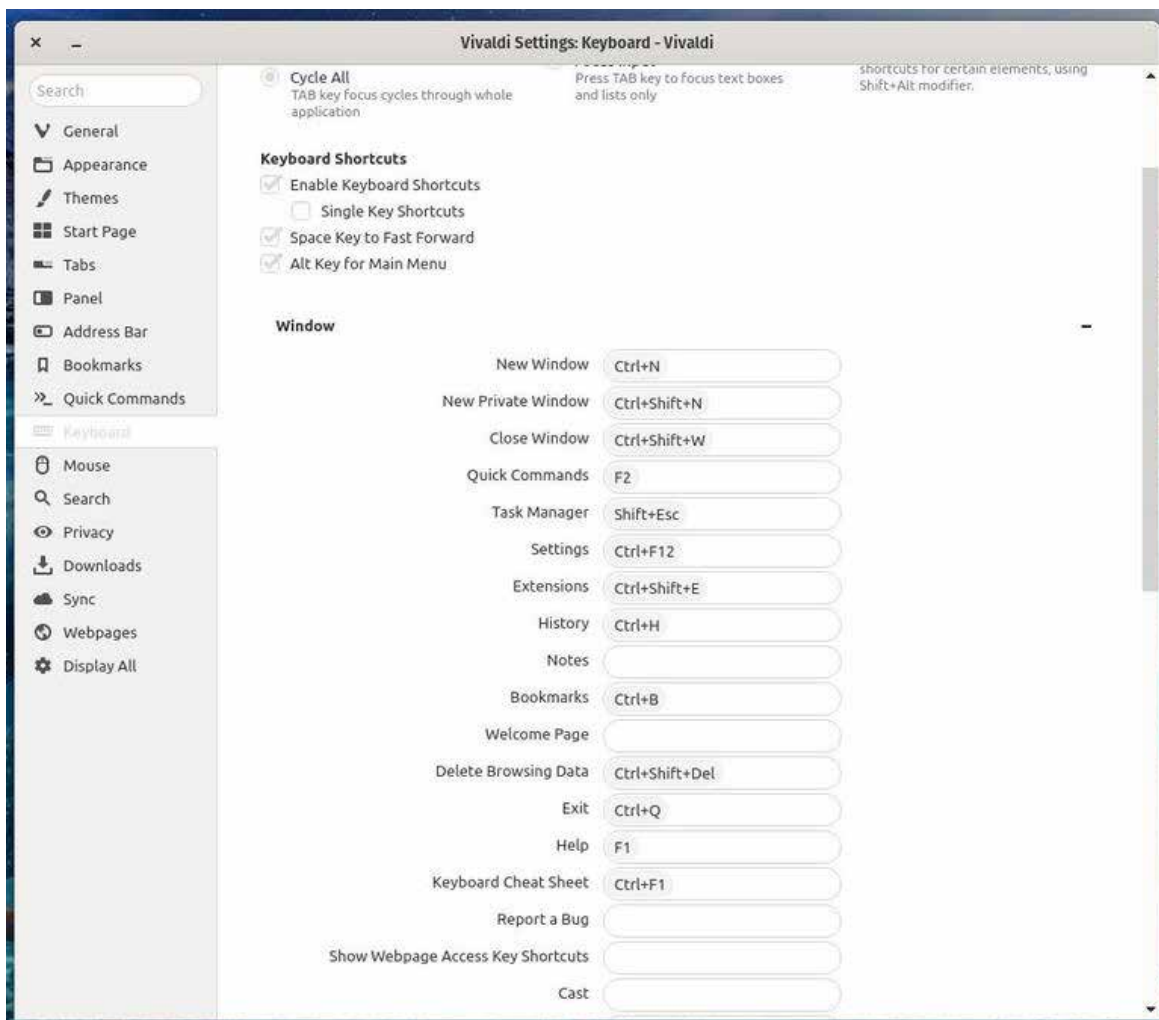 Vivaldi Settings: Keyboard - Vivaldi
Search
General
Appearance
Themes
Start Page
Tabs
Panel
Address Bar
Bookmarks
Quick Commands
Keyboard
Mouse
Search
Privacy
Downloads
Sync
Webpages
Display All
Cycle All
TAB key focus cycles through whole
application
Press TAB key to focus text boxes
and lists only
shortcuts for certain elements, using
Shift+Alt modifier.
Keyboard Shortcuts
Enable Keyboard Shortcuts
Single Key Shortcuts
Space Key to Fast Forward
Alt Key for Main Menu
Window
New Window Ctrl+N
New Private Window Ctrl+Shift+N
Close Window Ctrl+Shift+W
Quick Commands F2
Task Manager Shift+Esc
Settings Ctrl+F12
Extensions Ctrl+Shift+E
History Ctrl+H
Notes
Bookmarks Ctrl+B
Welcome Page
Delete Browsing Data Ctrl+Shift+Del
Exit Ctrl+Q
Help F1
Keyboard Cheat Sheet Ctrl+F1
Report a Bug
Show Webpage Access Key Shortcuts
Cast